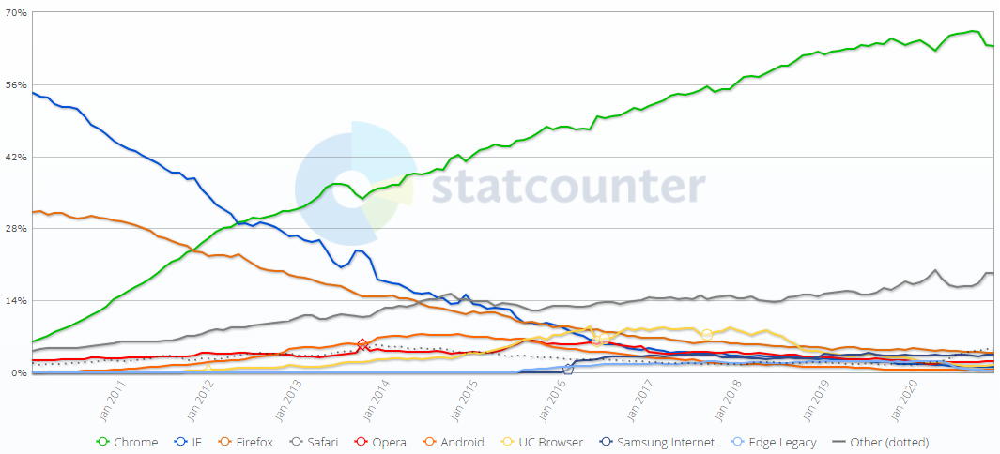 70%
56%
42%
28%
14%
0%
statcounter
Jan 2011
Jan 2012
Jan 2013
Jan 2014
Jan 2015
Jan 2016
Jan 2017
Jan 2018
Jan 2019
Jan 2020
Chrome IE Firefox Safari Opera Android UC Browser Samsung Internet Edge Legacy Other (dotted)